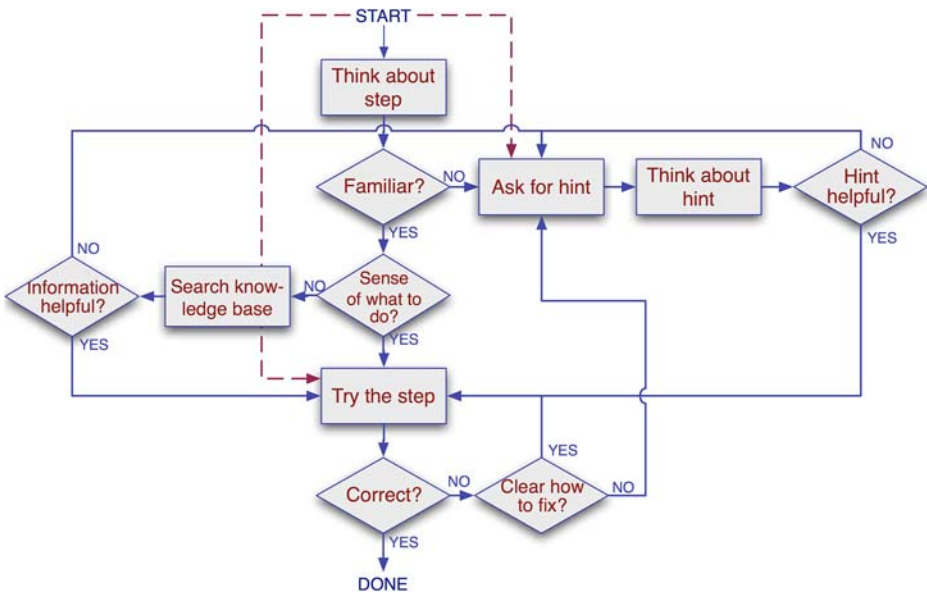 START
Think about
step
Familiar?
NO
Ask for hint
Think about
hint
NO
Hint
helpful?
YES
YES
NO
Information
helpful?
YES
Search know-
ledge base
NO
Sense
of what to
do?
YES
Try the step
Correct?
NO
YES
Clear how
to fix?
NO
YES
DONE